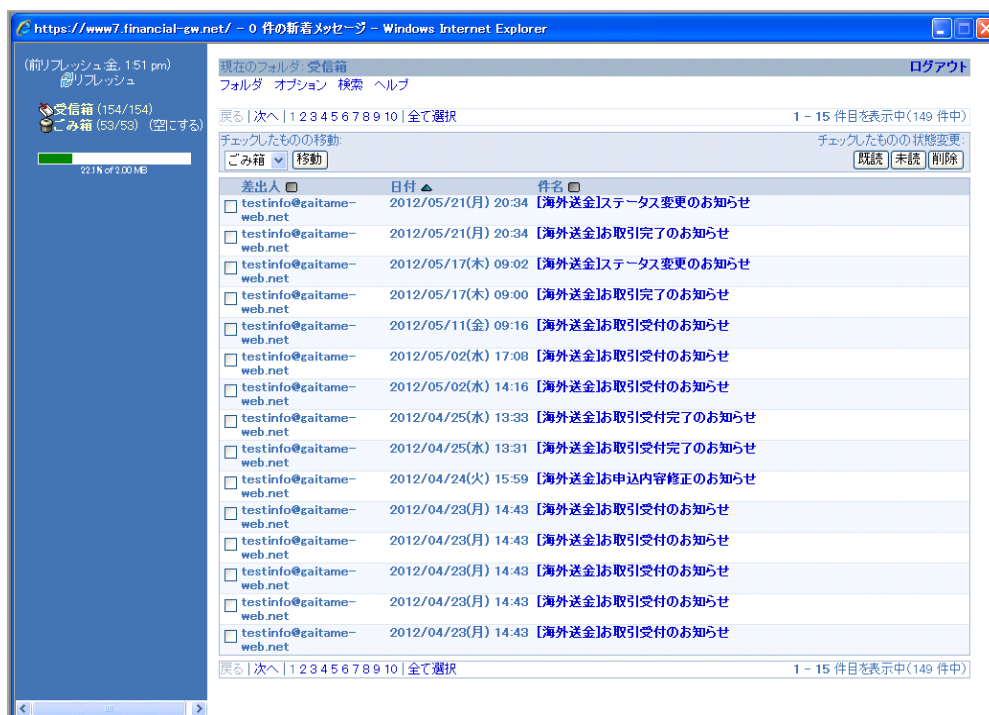 https://www7.financial-gw.net/ - 0 件の新着メッセージ - Windows Internet Explorer
(前リフレッシュ:金, 1:51 pm)
リフレッシュ
受信箱 (154/154)
ごみ箱 (53/53) (空にする)
22.1% of 2.00 MB
現在のフォルダ: 受信箱 ログアウト
フォルダ オプション 検索 ヘルプ
戻る | 次へ | 1 2 3 4 5 6 7 8 9 10 | 全て選択 1 - 15 件目を表示中(149 件中)
チェックしたものの移動: チェックしたものの状態変更:
ごみ箱 移動 既読 未読 削除
差出人 日付 件名
testinfo@gaitame- 2012/05/21(月) 20:34 [海外送金]ステータス変更のお知らせ
web.net
testinfo@gaitame- 2012/05/21(月) 20:34 [海外送金]お取引完了のお知らせ
web.net
testinfo@gaitame- 2012/05/17(木) 09:02 [海外送金]ステータス変更のお知らせ
web.net
testinfo@gaitame- 2012/05/17(木) 09:00 [海外送金]お取引完了のお知らせ
web.net
testinfo@gaitame- 2012/05/11(金) 09:16 [海外送金]お取引受付のお知らせ
web.net
testinfo@gaitame- 2012/05/02(水) 17:08 [海外送金]お取引受付のお知らせ
web.net
testinfo@gaitame- 2012/05/02(水) 14:16 [海外送金]お取引受付のお知らせ
web.net
testinfo@gaitame- 2012/04/25(水) 13:33 [海外送金]お取引受付完了のお知らせ
web.net
testinfo@gaitame- 2012/04/25(水) 13:31 [海外送金]お取引受付完了のお知らせ
web.net
testinfo@gaitame- 2012/04/24(火) 15:59 [海外送金]お申込内容修正のお知らせ
web.net
testinfo@gaitame- 2012/04/23(月) 14:43 [海外送金]お取引受付のお知らせ
web.net
testinfo@gaitame- 2012/04/23(月) 14:43 [海外送金]お取引受付のお知らせ
web.net
testinfo@gaitame- 2012/04/23(月) 14:43 [海外送金]お取引受付のお知らせ
web.net
testinfo@gaitame- 2012/04/23(月) 14:43 [海外送金]お取引受付のお知らせ
web.net
testinfo@gaitame- 2012/04/23(月) 14:43 [海外送金]お取引受付のお知らせ
web.net
戻る | 次へ | 1 2 3 4 5 6 7 8 9 10 | 全て選択 1 - 15 件目を表示中(149 件中)